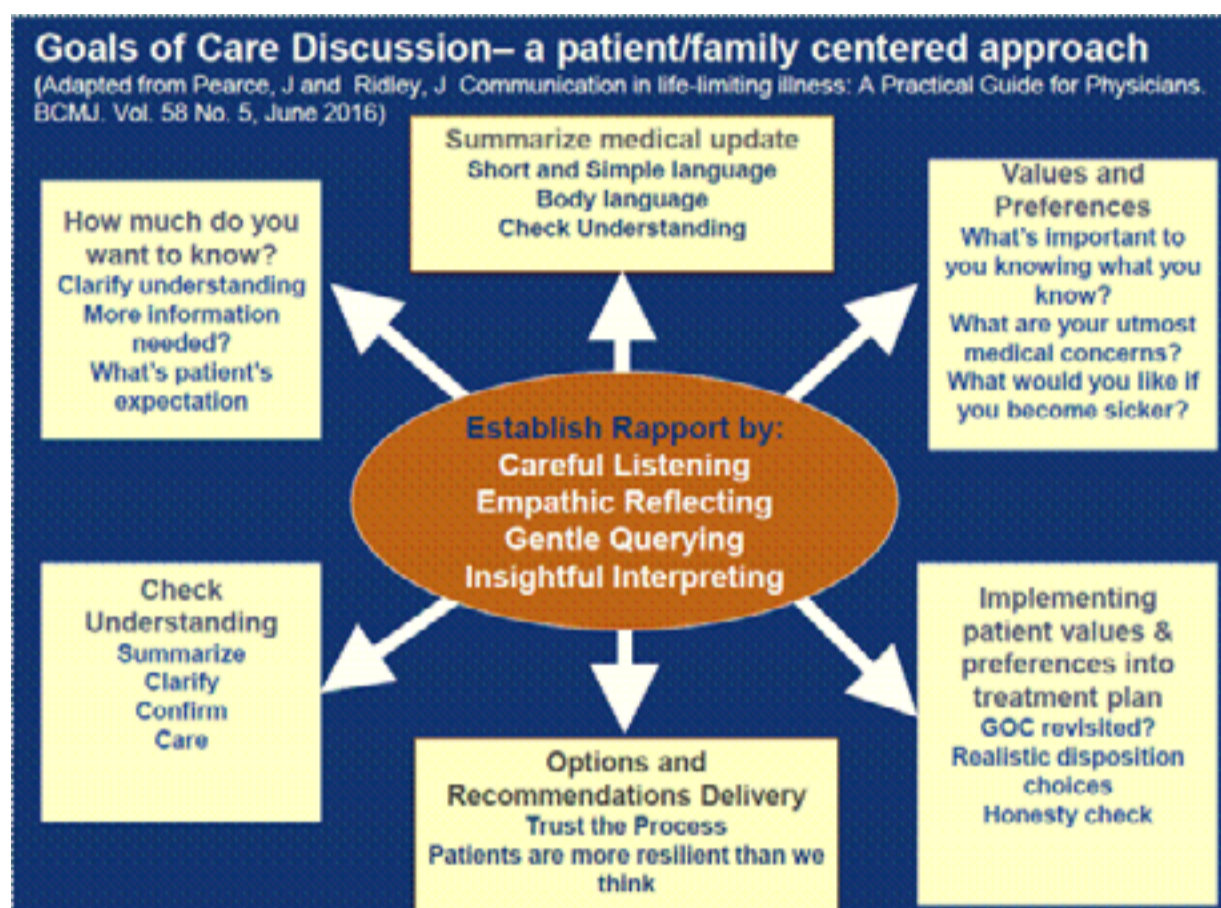 Goals of Care Discussion– a patient/family centered approach
(Adapted from Pearce, J and Ridley, J Communication in life-limiting illness: A Practical Guide for Physicians.
BCMJ. Vol. 58 No. 5, June 2016)
Summarize medical update
Short and Simple language
Body language
Check Understanding
How much do you
want to know?
Clarify understanding
More information
needed?
What's patient's
expectation
Values and
Preferences
What's important to
you knowing what you
know?
What are your utmost
medical concerns?
What would you like if
you become sicker?
Establish Rapport by:
Careful Listening
Empathic Reflecting
Gentle Querying
Insightful Interpreting
Check
Understanding
Summarize
Clarify
Confirm
Care
Options and
Recommendations Delivery
Trust the Process
Patients are more resilient than we
think
Implementing
patient values &
preferences into
treatment plan
GOC revisited?
Realistic disposition
choices
Honesty check